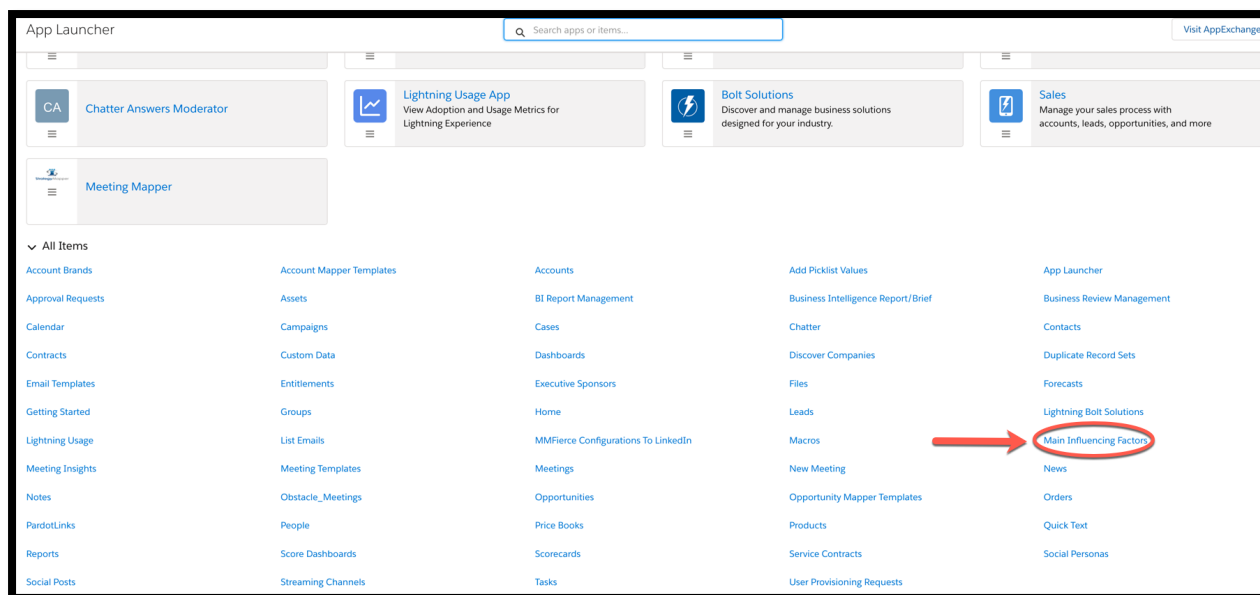 App Launcher
Search apps or items...
Visit AppExchange
CA
Chatter Answers Moderator
Lightning Usage App
View Adoption and Usage Metrics for
Lightning Experience
Bolt Solutions
Discover and manage business solutions
designed for your industry.
Sales
Manage your sales process with
accounts, leads, opportunities, and more
Meeting Mapper
All Items
Account Brands
Account Mapper Templates
Accounts
Add Picklist Values
App Launcher
Approval Requests
Assets
BI Report Management
Business Intelligence Report/Brief
Business Review Management
Calendar
Campaigns
Cases
Chatter
Contacts
Contracts
Custom Data
Dashboards
Discover Companies
Duplicate Record Sets
Email Templates
Entitlements
Executive Sponsors
Files
Forecasts
Getting Started
Groups
Home
Leads
Lightning Bolt Solutions
Lightning Usage
List Emails
MMFierce Configurations To LinkedIn
Macros
Main Influencing Factors
Meeting Insights
Meeting Templates
Meetings
New Meeting
News
Notes
Obstacle_Meetings
Opportunities
Opportunity Mapper Templates
Orders
PardotLinks
People
Price Books
Products
Quick Text
Reports
Score Dashboards
Scorecards
Service Contracts
Social Personas
Social Posts
Streaming Channels
Tasks
User Provisioning Requests